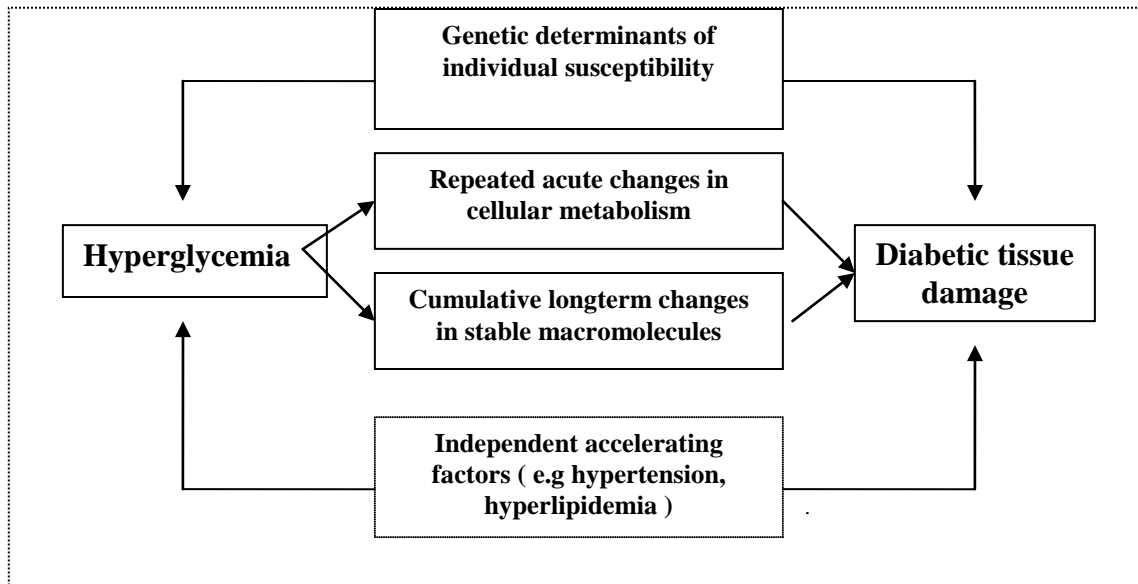 Genetic determinants of
individual susceptibility
Repeated acute changes in
cellular metabolism
Hyperglycemia
Diabetic tissue
damage
Cumulative longterm changes
in stable macromolecules
Independent accelerating
factors ( e.g hypertension,
hyperlipidemia )
.